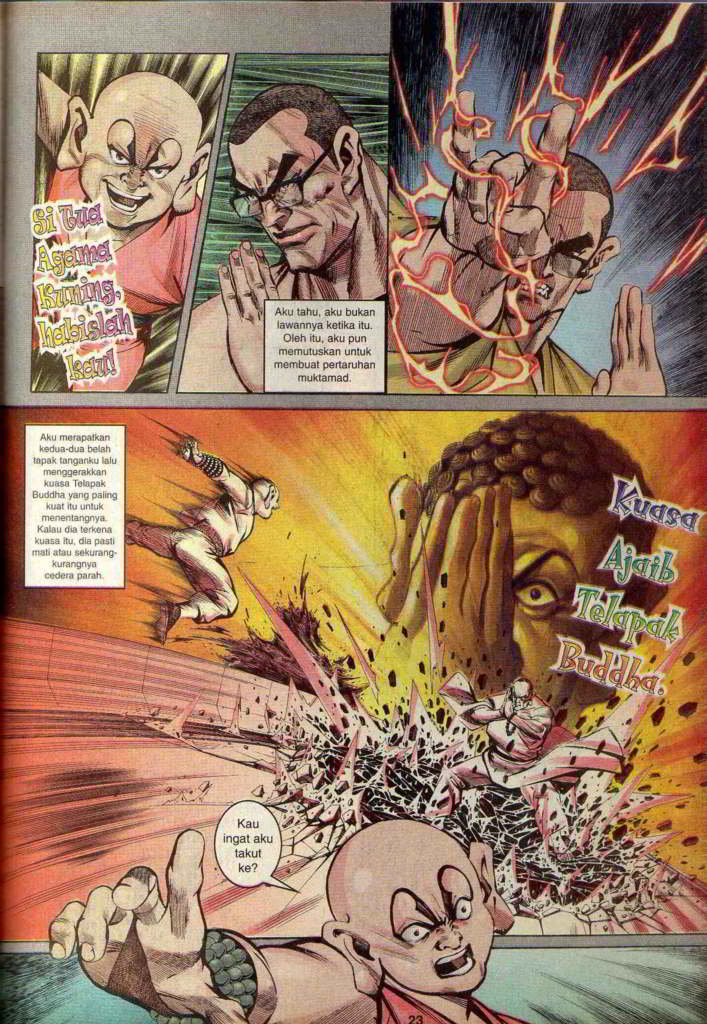 Si Tua
Agama
Kuning,
habislah
kau!
Aku tahu, aku bukan
lawannya ketika itu.
Oleh itu, aku pun
memutuskan untuk
membuat pertaruhan
muktamad.
Aku merapatkan
kedua-dua belah
tapak tanganku lalu
menggerakkan
kuasa Telapak
Buddha yang paling
kuat itu untuk
menentangnya.
Kalau dia terkena
kuasa itu, dia pasti
mati atau sekurang-
kurangnya
cedera parah.
Kuasa
Ajaib
Telapak
Buddha.
Kau
ingat aku
takut
ke?
23